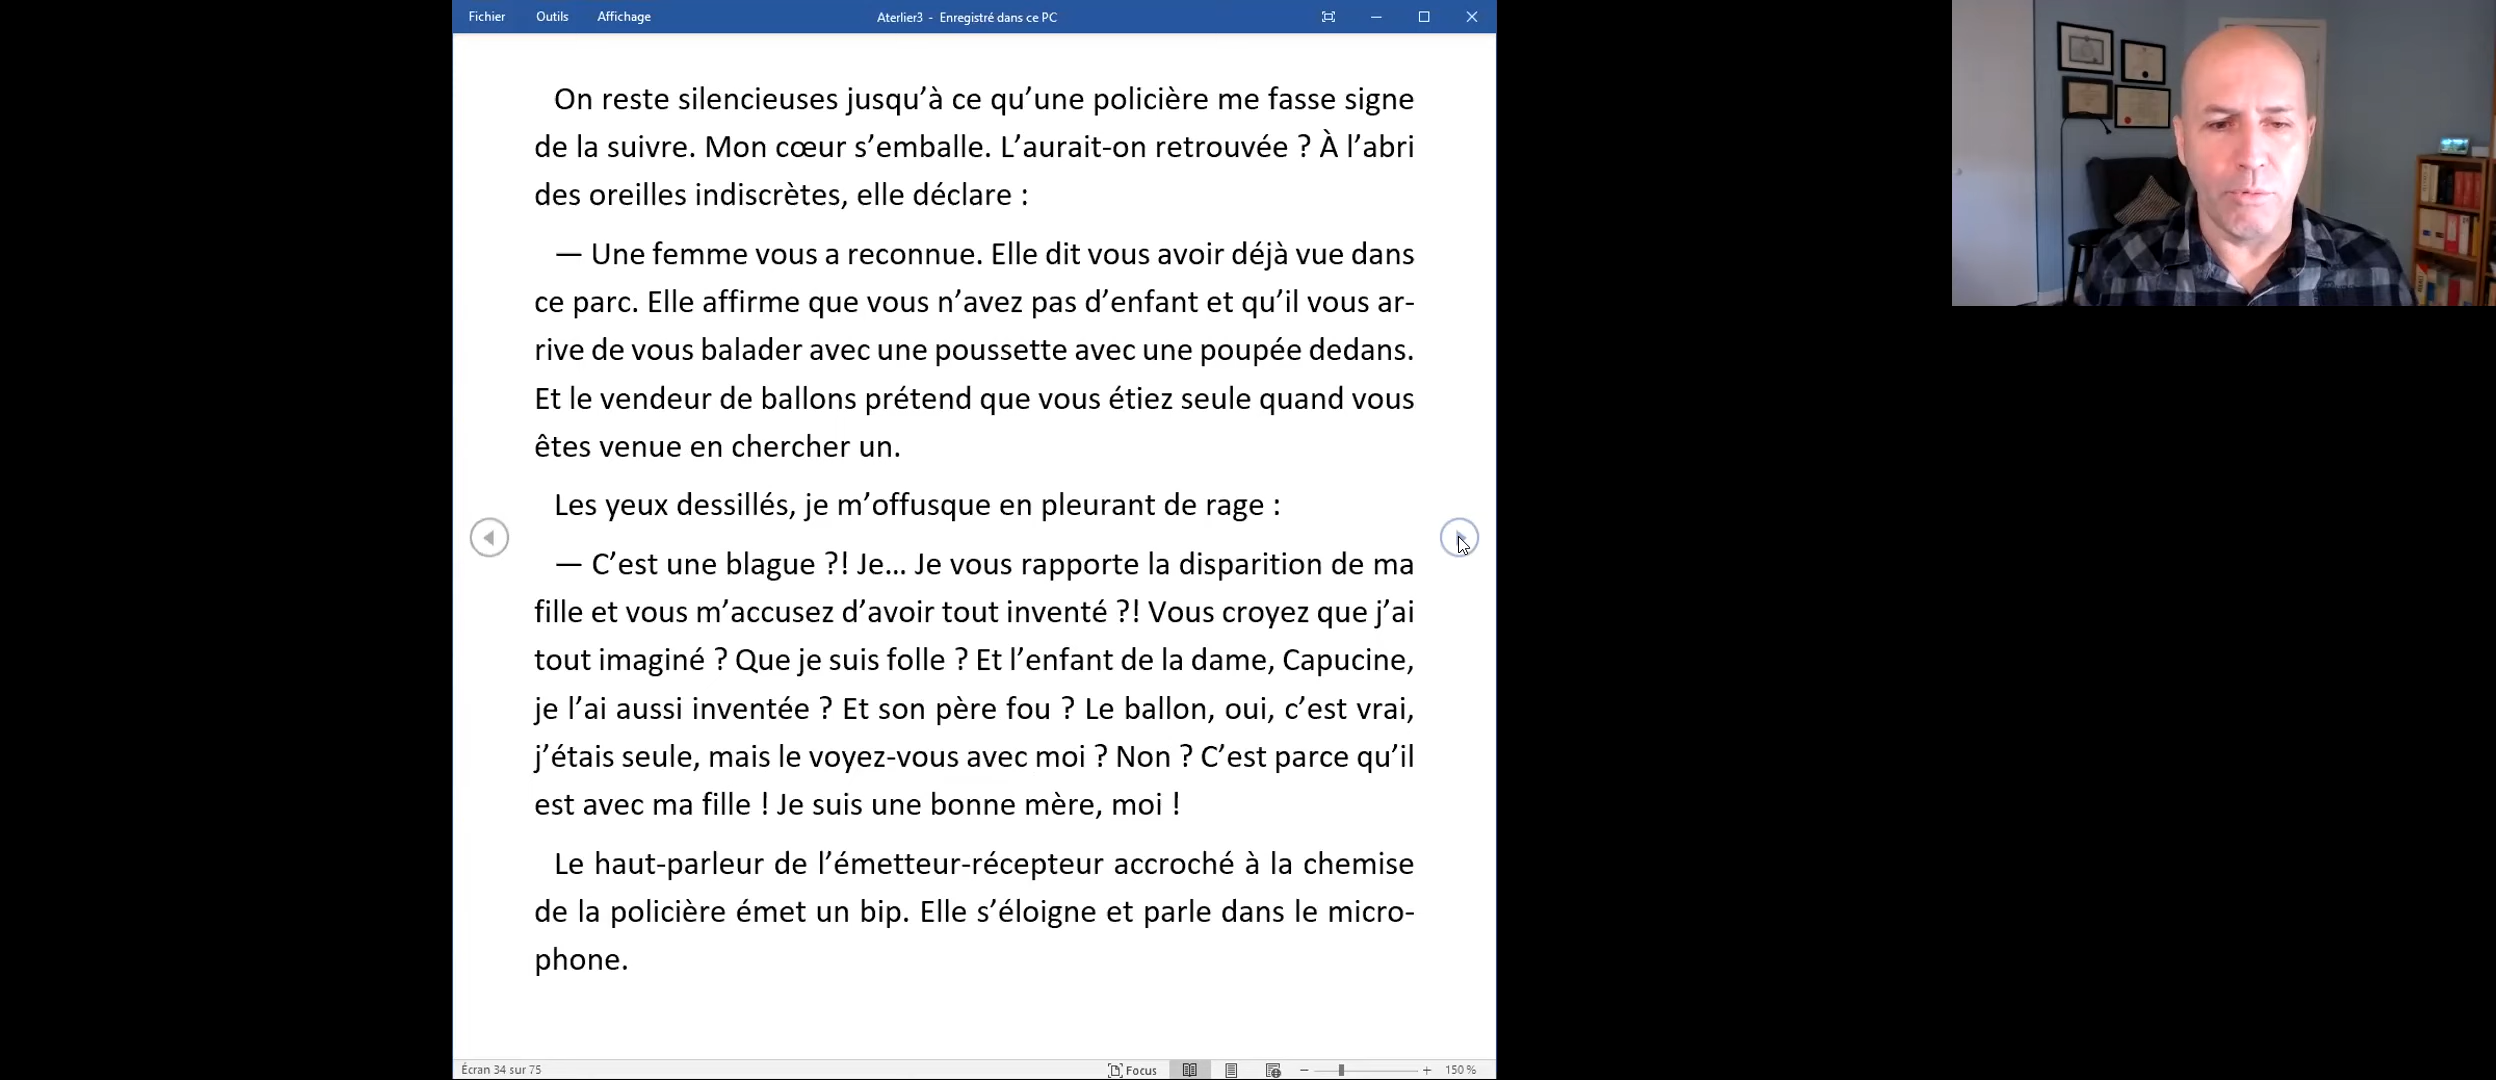 Fichier Outils Affichage Aterlier3 - Enregistré dans ce PC
On reste silencieuses jusqu’à ce qu’une policière me fasse signe
de la suivre. Mon cœur s’emballe. L’aurait-on retrouvée ? À l’abri
des oreilles indiscrètes, elle déclare :
— Une femme vous a reconnue. Elle dit vous avoir déjà vue dans
ce parc. Elle affirme que vous n’avez pas d’enfant et qu’il vous ar-
rive de vous balader avec une poussette avec une poupée dedans.
Et le vendeur de ballons prétend que vous étiez seule quand vous
êtes venue en chercher un.
Les yeux dessillés, je m’offusque en pleurant de rage :
— C’est une blague ?! Je… Je vous rapporte la disparition de ma
fille et vous m’accusez d’avoir tout inventé ?! Vous croyez que j’ai
tout imaginé ? Que je suis folle ? Et l’enfant de la dame, Capucine,
je l’ai aussi inventée ? Et son père fou ? Le ballon, oui, c’est vrai,
j’étais seule, mais le voyez-vous avec moi ? Non ? C’est parce qu’il
est avec ma fille ! Je suis une bonne mère, moi !
Le haut-parleur de l’émetteur-récepteur accroché à la chemise
de la policière émet un bip. Elle s’éloigne et parle dans le micro-
phone.
Écran 34 sur 75 Focus 150 %